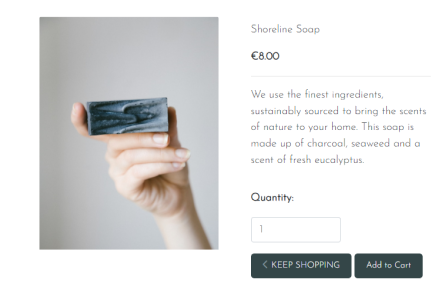 Shoreline Soap
€8.00
We use the finest ingredients,
sustainably sourced to bring the scents
of nature to your home. This soap is
made up of charcoal, seaweed and a
scent of fresh eucalyptus.
Quantity:
1
< KEEP SHOPPING
Add to Cart